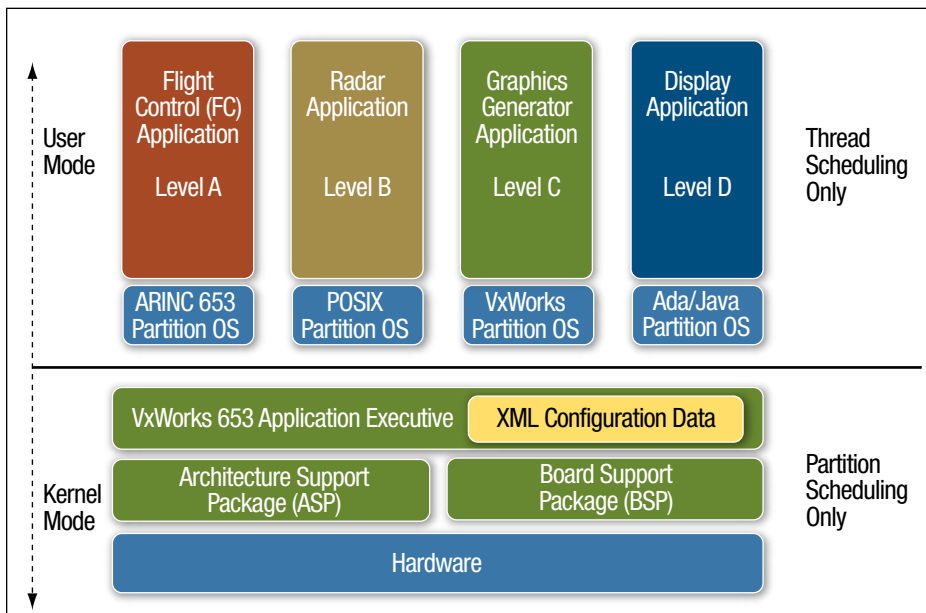 User
Mode
Flight
Control (FC)
Application
Level A
Radar
Application
Level B
Graphics
Generator
Application
Level C
Display
Application
Level D
Thread
Scheduling
Only
ARINC 653
Partition OS
POSIX
Partition OS
VxWorks
Partition OS
Ada/Java
Partition OS
VxWorks 653 Application Executive
XML Configuration Data
Kernel
Mode
Architecture Support
Package (ASP)
Board Support
Package (BSP)
Partition
Scheduling
Only
Hardware